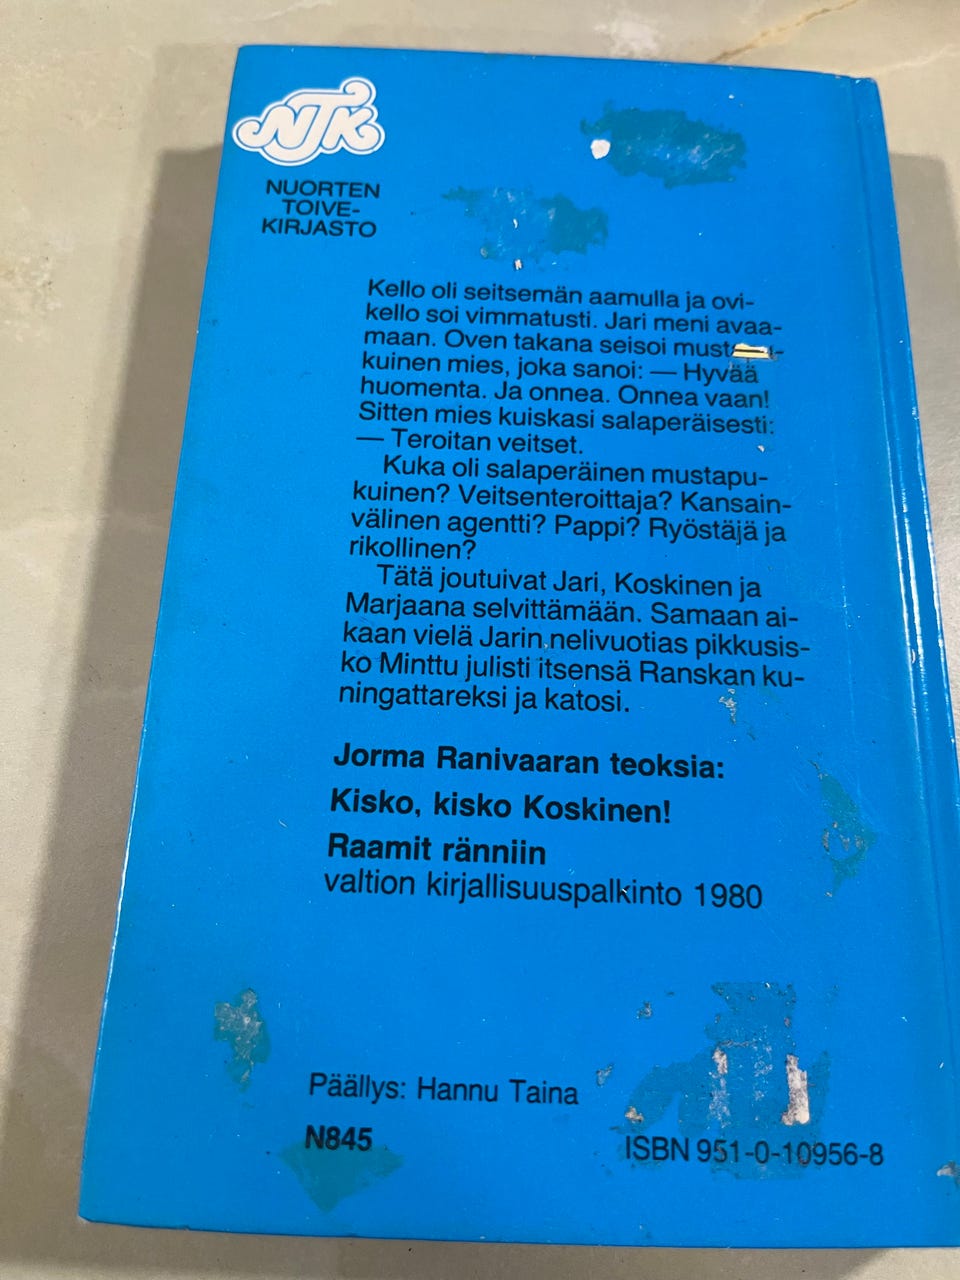 NTK
NUORTEN
TOIVE-
KIRJASTO
Kello oli seitsemän aamulla ja ovi-
kello soi vimmatusti. Jari meni avaa-
maan. Oven takana seisoi
kuinen mies, joka sanoi: — Hyvää
huomenta. Ja onnea. Onnea vaan!
Sitten mies kuiskasi salaperäisesti:
— Teroitan veitset.
Kuka oli salaperäinen mustapu-
kuinen? Veitsenteroittaja? Kansain-
välinen agentti? Pappi? Ryöstäjä ja
rikollinen?
Tätä joutuivat Jari, Koskinen ja
Marjaana selvittämään. Samaan ai-
kaan vielä Jarin nelivuotias pikkusis-
ko Minttu julisti itsensä Ranskan ku-
ningattareksi ja katosi.
Jorma Ranivaaran teoksia:
Kisko, kisko Koskinen!
Raamit ränniin
valtion kirjallisuuspalkinto 1980
Päällys: Hannu Taina
N845
ISBN 951-0-10956-8